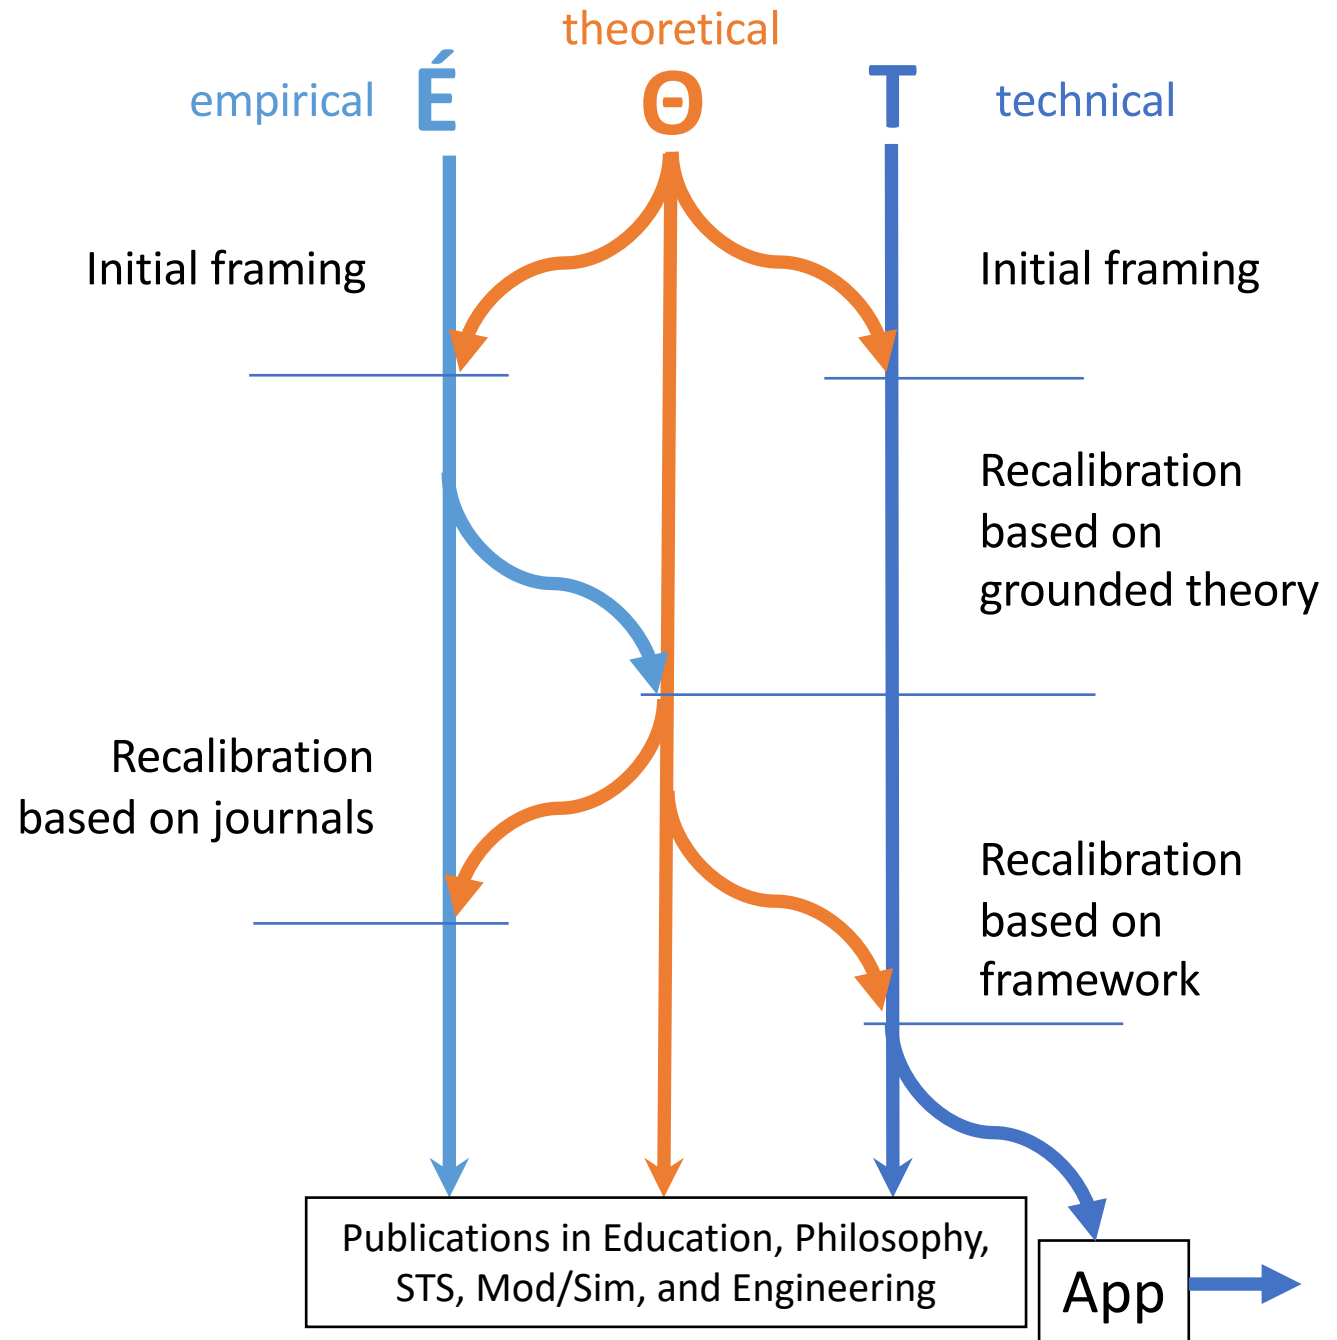 theoretical
empirical É Θ T technical
Initial framing
Initial framing
Recalibration
based on
grounded theory
Recalibration
based on journals
Recalibration
based on
framework
Publications in Education, Philosophy,
STS, Mod/Sim, and Engineering
App